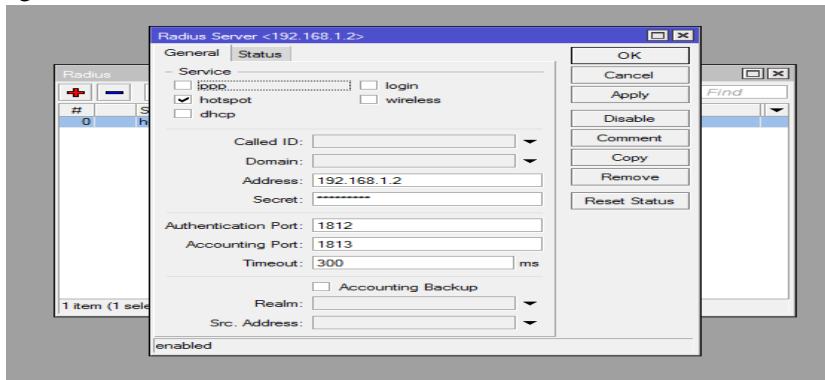 Radius Server <192.168.1.2>
General Status
Service
ppp login
hotspot wireless
dhcp
Called ID:
Domain:
Address: 192.168.1.2
Secret: *********
Authentication Port: 1812
Accounting Port: 1813
Timeout: 300 ms
Accounting Backup
Realm:
Src. Address:
enabled
OK
Cancel
Apply
Disable
Comment
Copy
Remove
Reset Status
Radius
Find
# S
0 h
1 item (1 sele